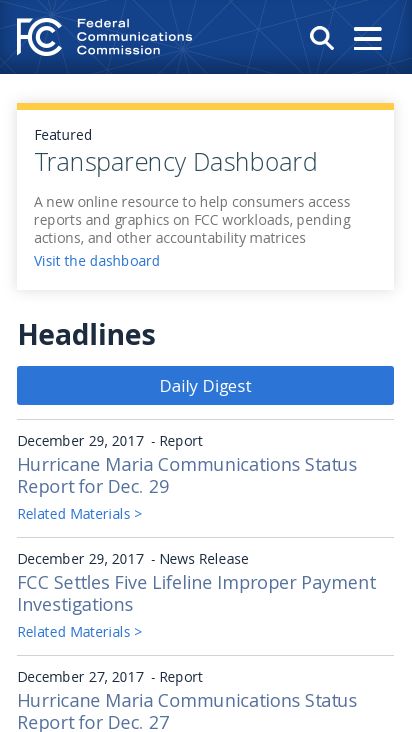 FCC
Federal
Communications
Commission
Featured
Transparency Dashboard
A new online resource to help consumers access
reports and graphics on FCC workloads, pending
actions, and other accountability matrices
Visit the dashboard
Headlines
Daily Digest
December 29, 2017 - Report
Hurricane Maria Communications Status
Report for Dec. 29
Related Materials >
December 29, 2017 - News Release
FCC Settles Five Lifeline Improper Payment
Investigations
Related Materials >
December 27, 2017 - Report
Hurricane Maria Communications Status
Report for Dec. 27